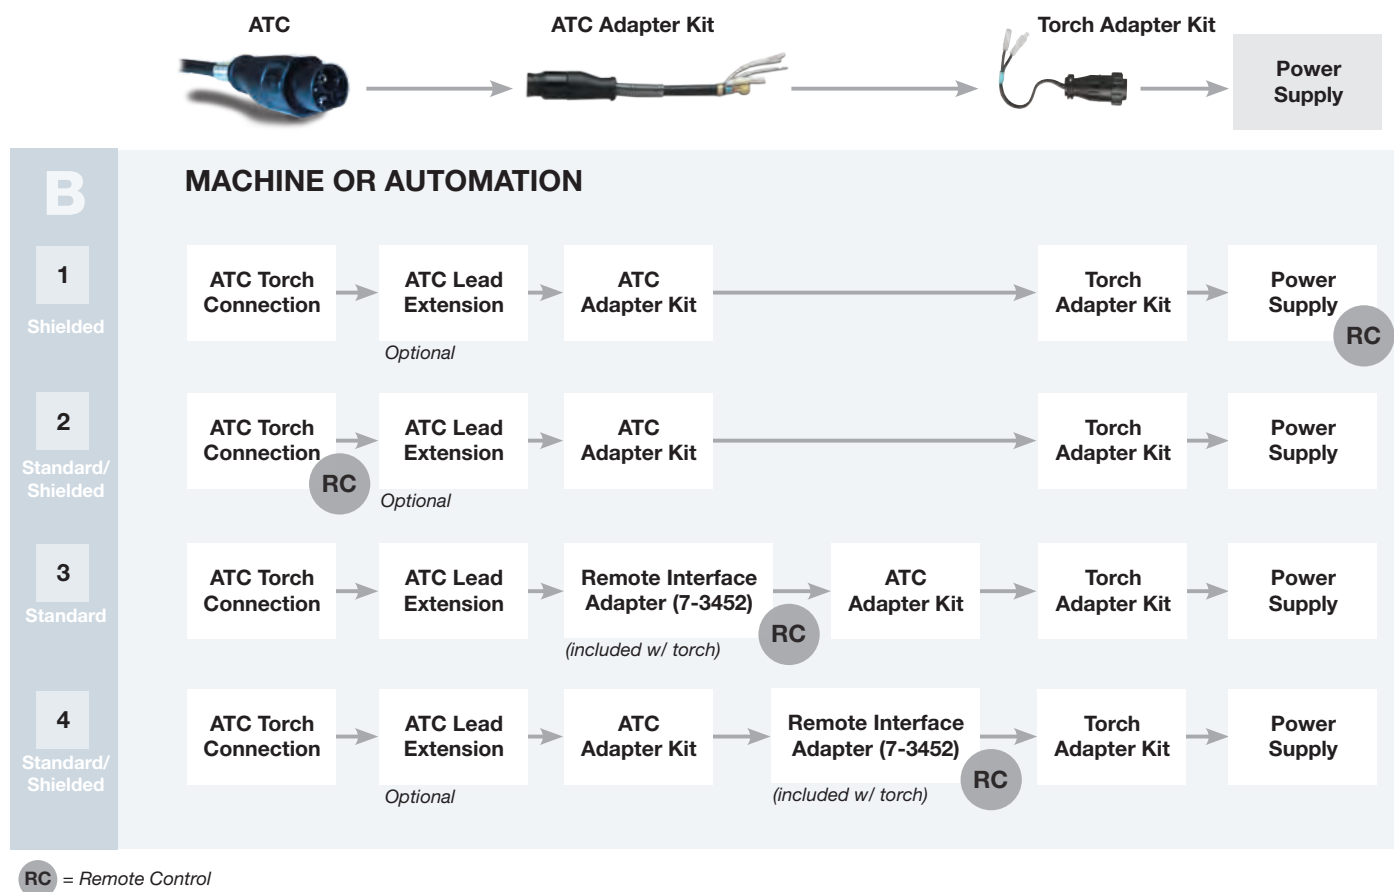 ATC
ATC Adapter Kit
Torch Adapter Kit
Power
Supply
B
MACHINE OR AUTOMATION
1
Shielded
ATC Torch
Connection
ATC Lead
Extension
Optional
ATC
Adapter Kit
Torch
Adapter Kit
Power
Supply
RC
2
Standard/
Shielded
ATC Torch
Connection
RC
ATC Lead
Extension
Optional
ATC
Adapter Kit
Torch
Adapter Kit
Power
Supply
3
Standard
ATC Torch
Connection
ATC Lead
Extension
Remote Interface
Adapter (7-3452)
(included w/ torch)
RC
ATC
Adapter Kit
Torch
Adapter Kit
Power
Supply
4
Standard/
Shielded
ATC Torch
Connection
ATC Lead
Extension
Optional
ATC
Adapter Kit
Remote Interface
Adapter (7-3452)
(included w/ torch)
RC
Torch
Adapter Kit
Power
Supply
RC = Remote Control